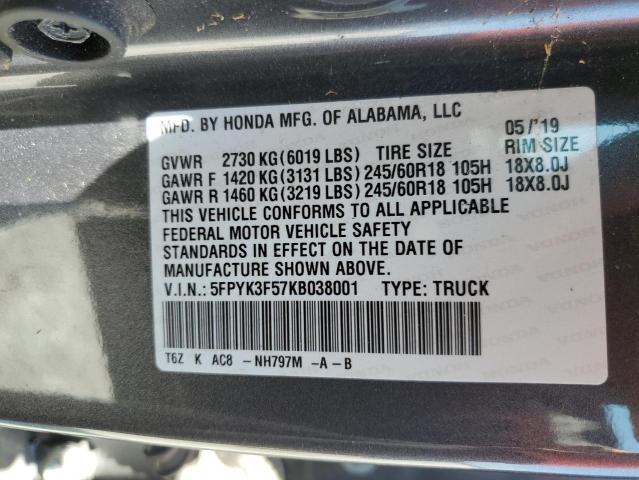 MFD. BY HONDA MFG. OF ALABAMA, LLC 05/'19
GVWR 2730 KG(6019 LBS) TIRE SIZE RIM SIZE
GAWR F 1420 KG(3131 LBS) 245/60R18 105H 18X8.0J
GAWR R 1460 KG(3219 LBS) 245/60R18 105H 18X8.0J
THIS VEHICLE CONFORMS TO ALL APPLICABLE
FEDERAL MOTOR VEHICLE SAFETY
STANDARDS IN EFFECT ON THE DATE OF
MANUFACTURE SHOWN ABOVE.
V.I.N.: 5FPYK3F57KB038001 TYPE: TRUCK
T6Z K AC8 -NH797M -A-B